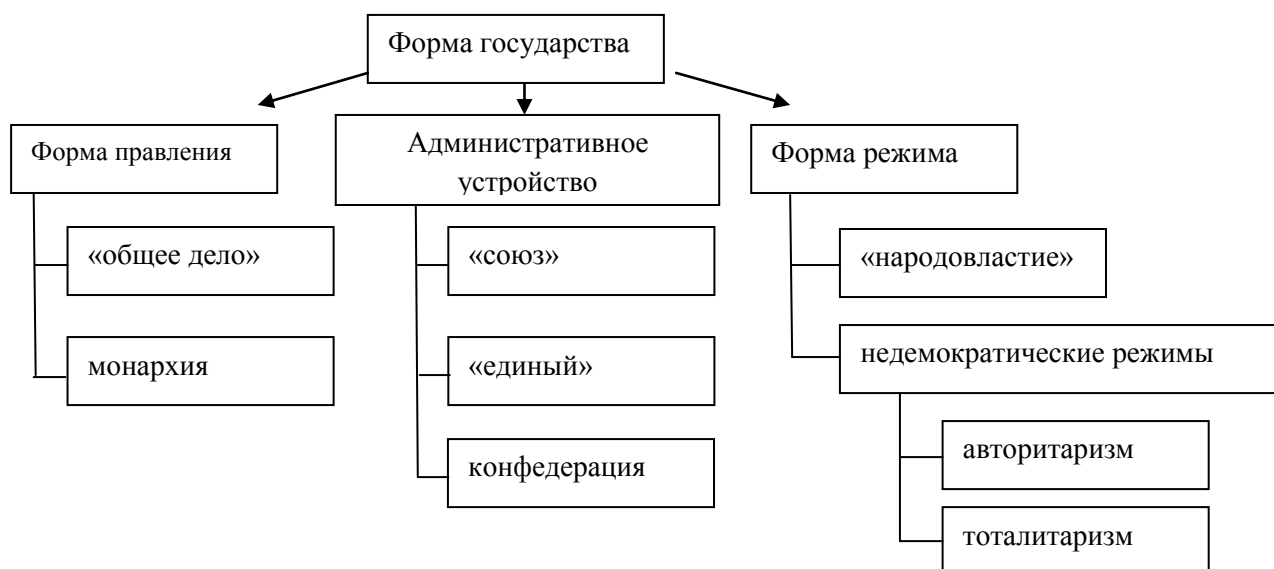 Форма государства
Форма правления
Административное
устройство
Форма режима
«общее дело»
«союз»
«народовластие»
монархия
«единый»
недемократические режимы
конфедерация
авторитаризм
тоталитаризм